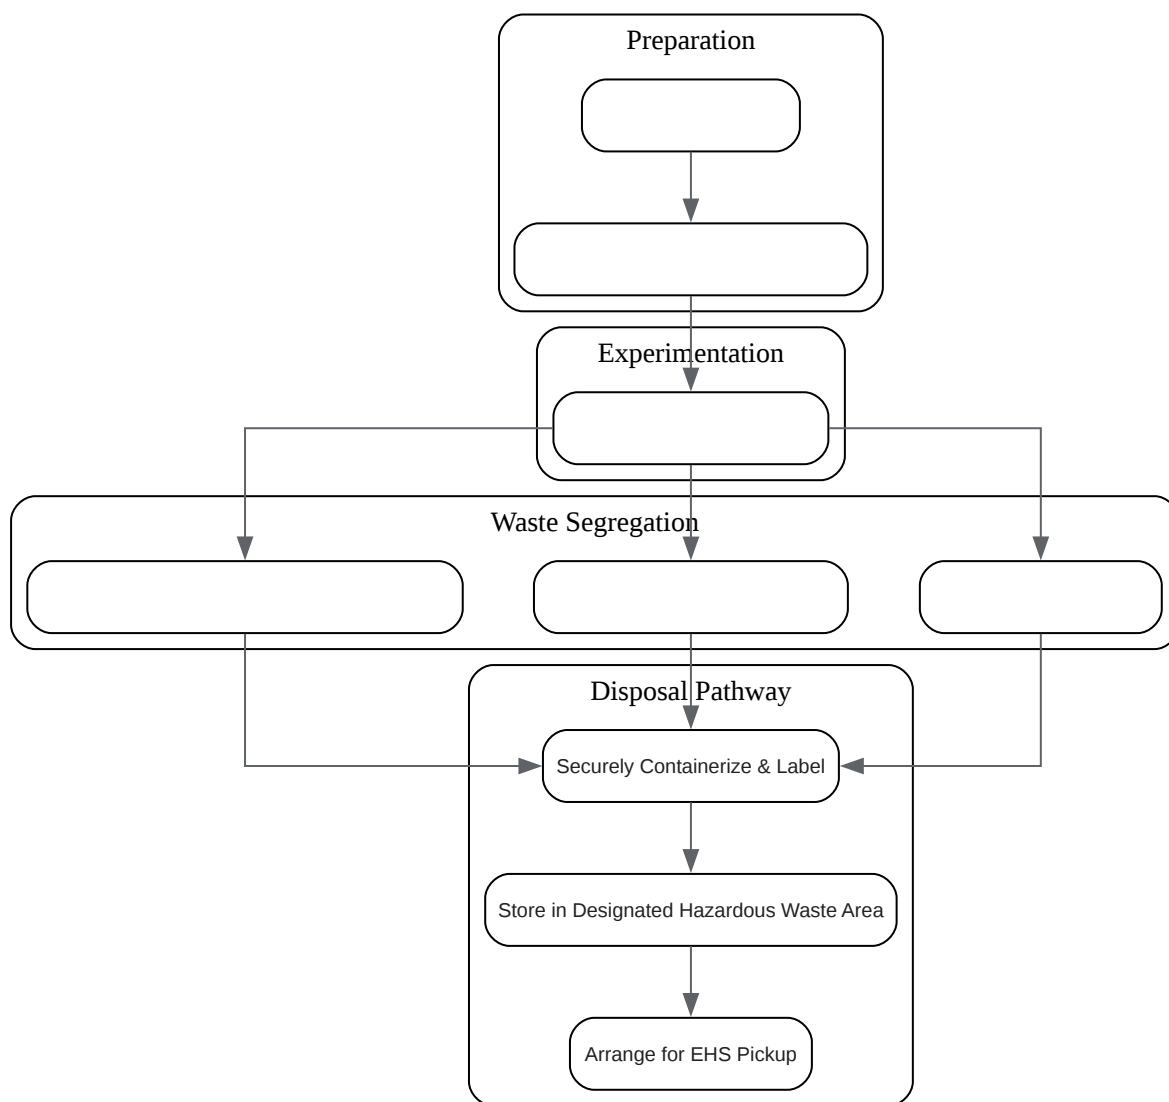 Preparation
Experimentation
Waste Segregation
Disposal Pathway
Securely Containerize & Label
Store in Designated Hazardous Waste Area
Arrange for EHS Pickup